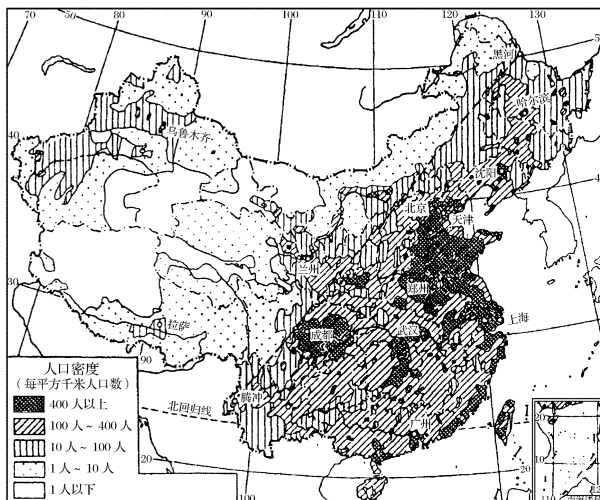 70
80
90
100
110
120
130
黑河
哈尔滨
乌鲁木齐
40
沈阳
北京
天津
兰州
郑州
30
拉萨
成都
武汉
上海
90
腾冲
北回归线
广州
20
100
20
人口密度
(每平方千米人口数)
400 人以上
100 人~400 人
10 人~100 人
1 人~10 人
1 人以下
20
10